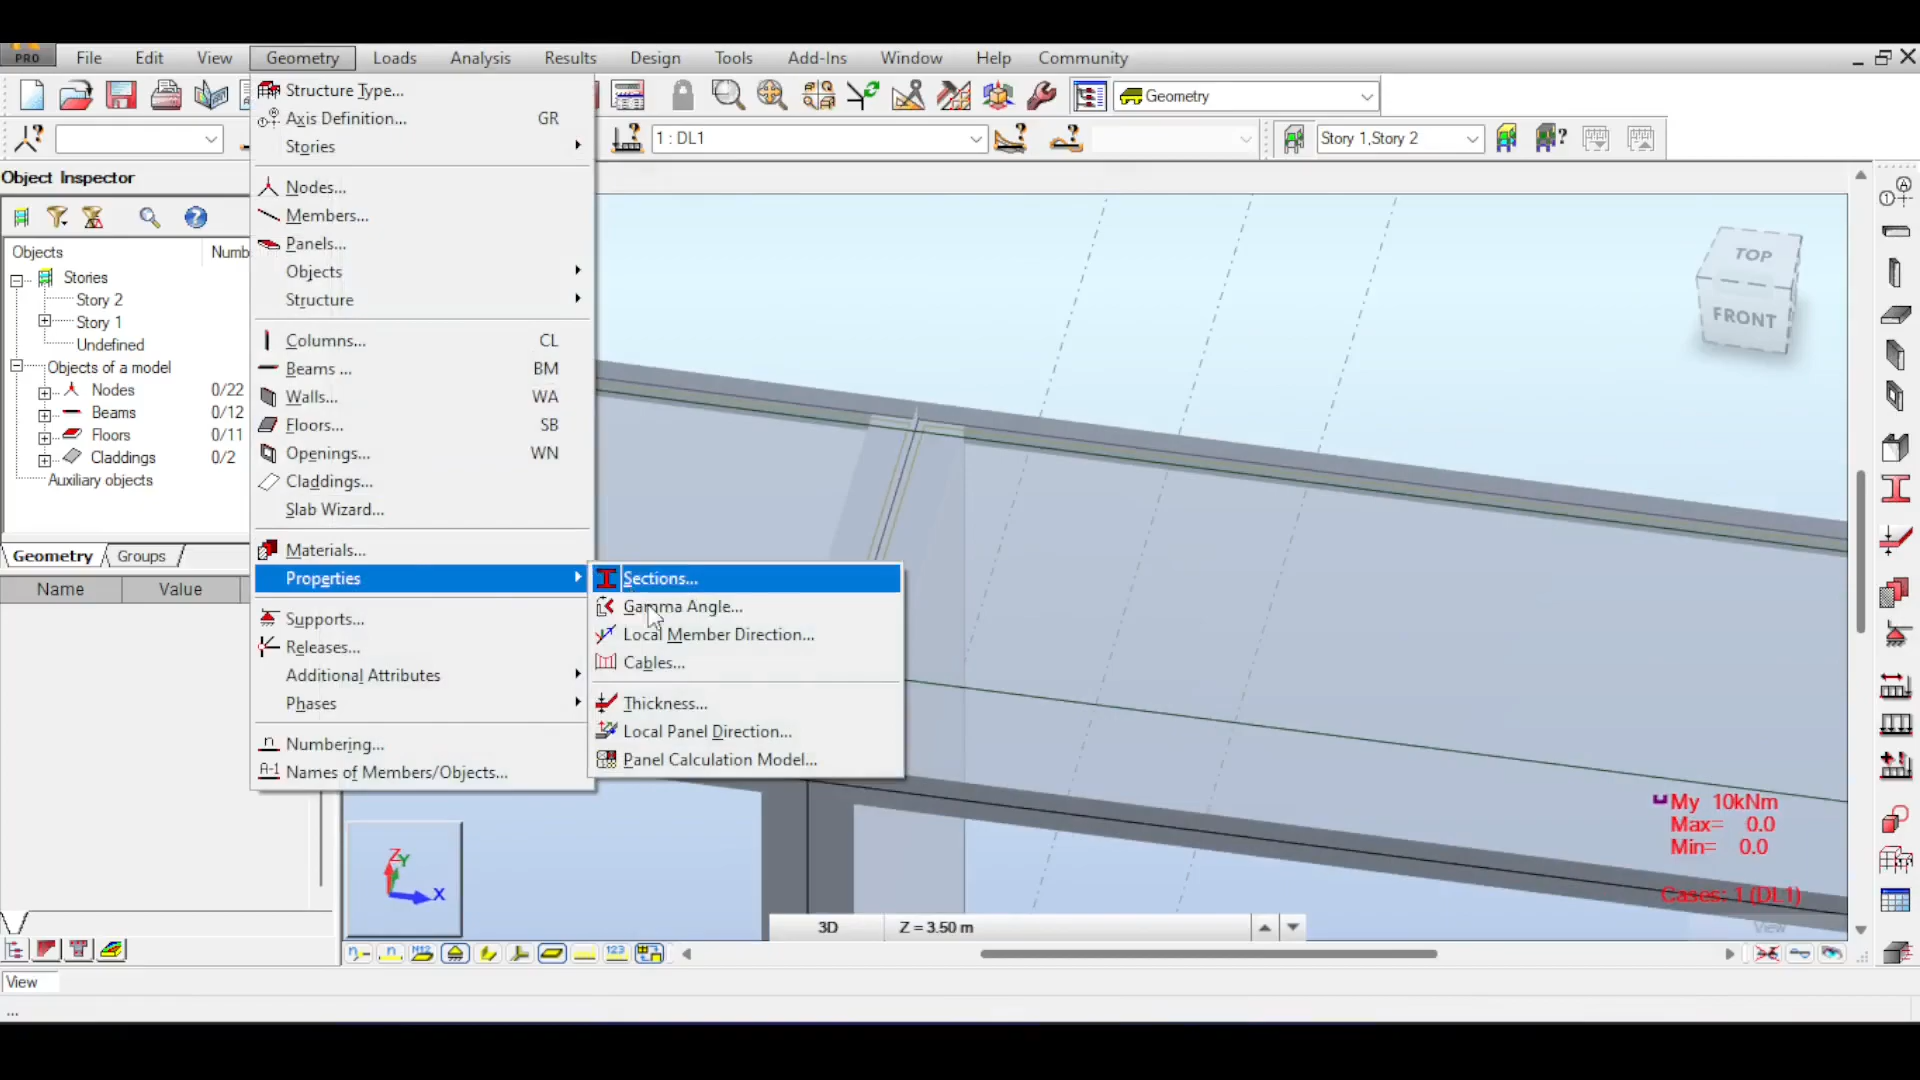 PRO
File Edit View Geometry Loads Analysis Results Design Tools Add-Ins Window Help Community
Geometry
1 : DL1
Story 1,Story 2
Object Inspector
Objects Numb
Stories
Story 2
Story 1
Undefined
Objects of a model
Nodes 0/22
Beams 0/12
Floors 0/11
Claddings 0/2
Auxiliary objects
Geometry Groups
Name Value
Structure Type...
Axis Definition... GR
Stories
Nodes...
Members...
Panels...
Objects
Structure
Columns... CL
Beams ... BM
Walls... WA
Floors... SB
Openings... WN
Claddings...
Slab Wizard...
Materials...
Properties
Supports...
Releases...
Additional Attributes
Phases
Numbering...
Names of Members/Objects...
Sections...
Gamma Angle...
Local Member Direction...
Cables...
Thickness...
Local Panel Direction...
Panel Calculation Model...
TOP
FRONT
My 10kNm
Max= 0.0
Min= 0.0
Cases: 1 (DL1)
View
Z
Y
X
3D Z = 3.50 m
View
...